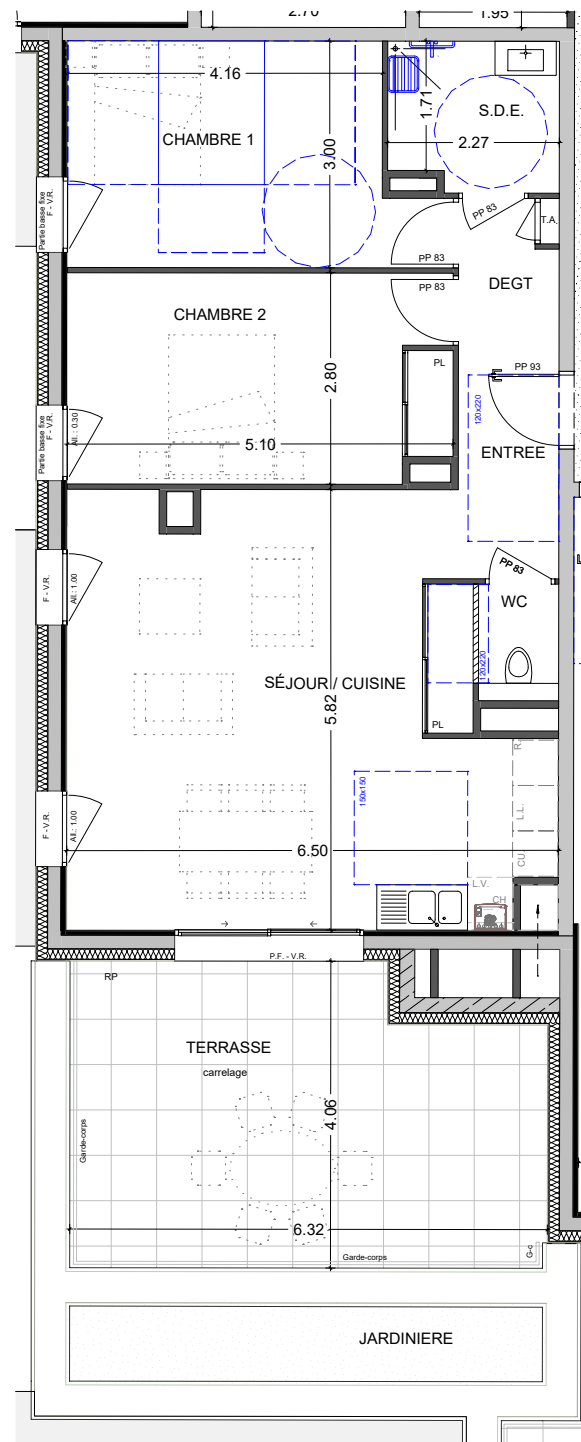 2.70
1.95
4.16
CHAMBRE 1
3.00
1.71
S.D.E.
2.27
Partie basse fixe
F - V.R.
PP 83
T.A.
PP 83
DEGT
PP 83
CHAMBRE 2
2.80
PL
PP 93
120x220
Partie basse fixe
F - V.R.
All. : 0.30
5.10
ENTREE
PP 83
F - V.R.
All.: 1.00
WC
120x220
SÉJOUR / CUISINE
5.82
PL
R.
150x150
L.L.
F - V.R.
All.: 1.00
6.50
CU.
L.V.
CH
P.F. - V.R.
RP
TERRASSE
carrelage
4.06
Garde-corps
6.32
Garde-corps
G-c
JARDINIERE